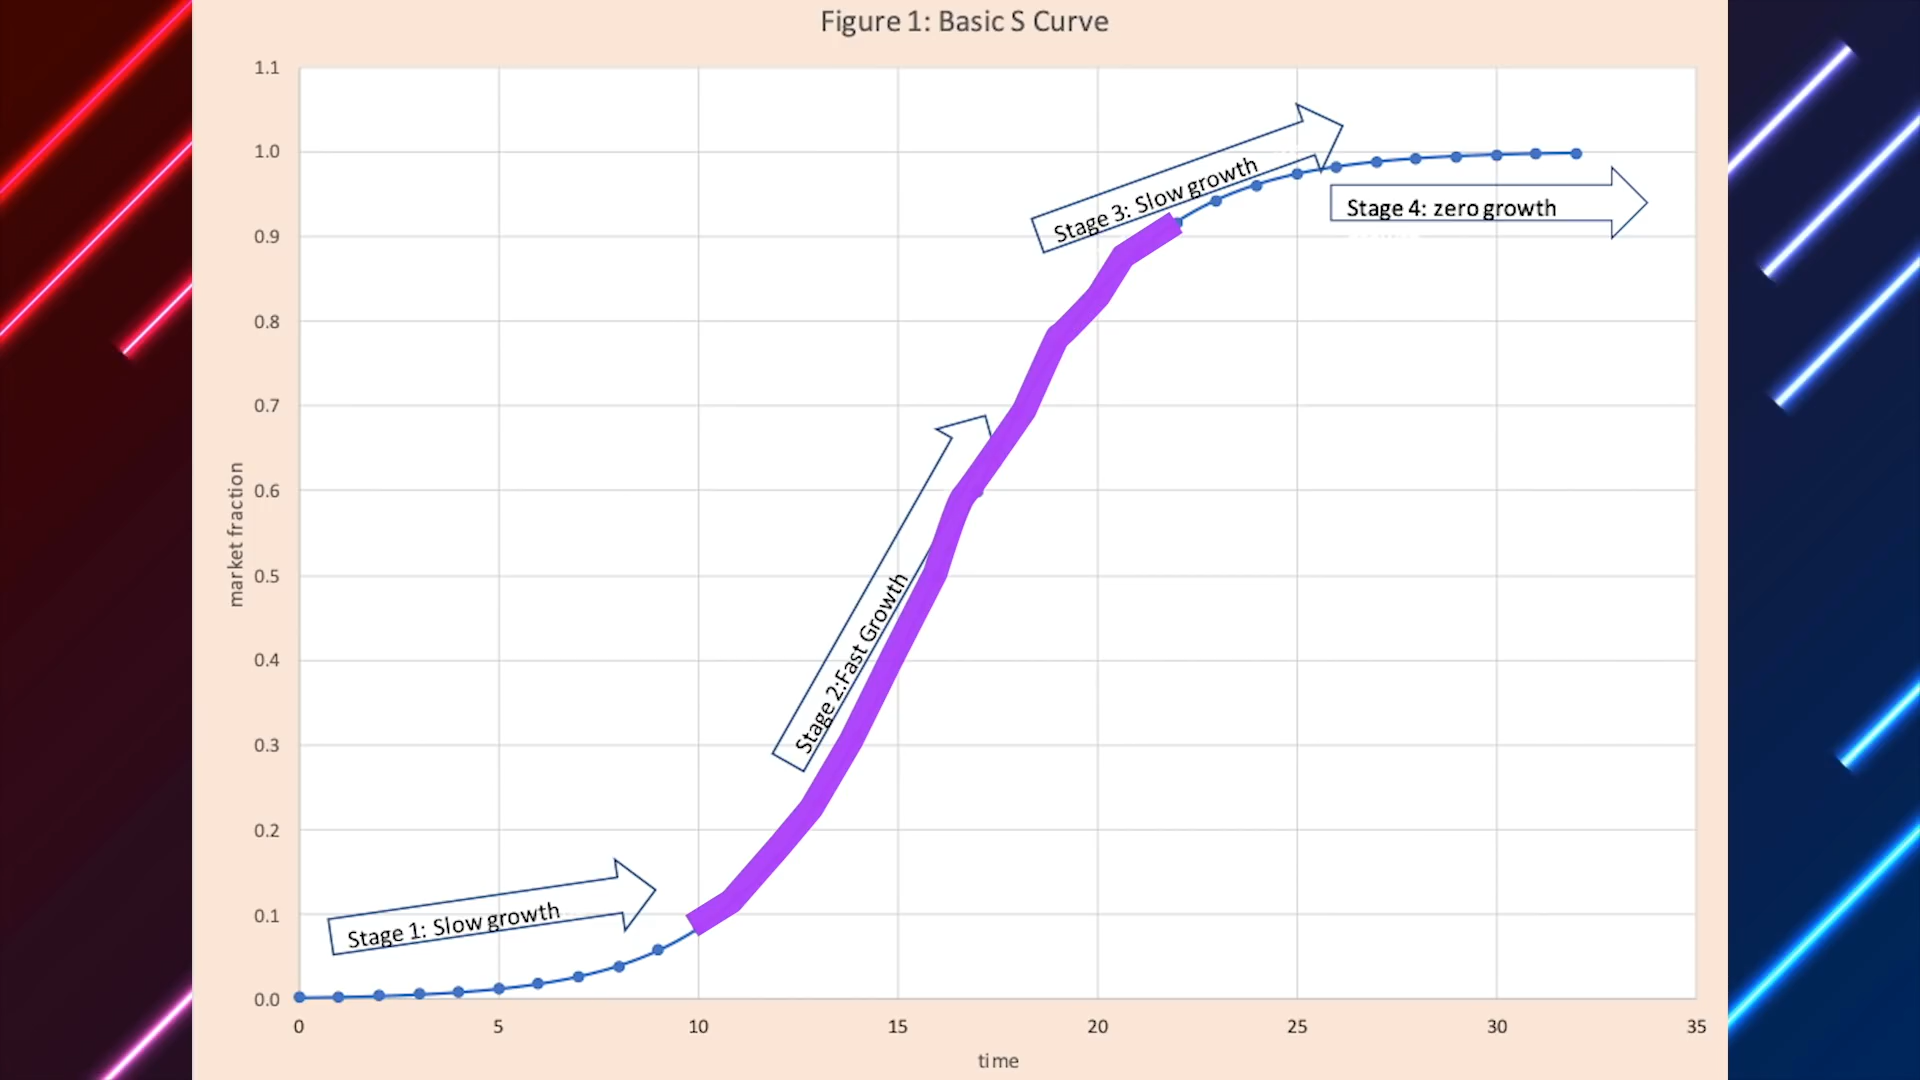 Figure 1: Basic S Curve
1.1
1.0
0.9
0.8
0.7
0.6
0.5
0.4
0.3
0.2
0.1
0.0
market fraction
Stage 3: Slow growth
Stage 4: zero growth
Stage 2:Fast Growth
Stage 1: Slow growth
0 5 10 15 20 25 30 35
time